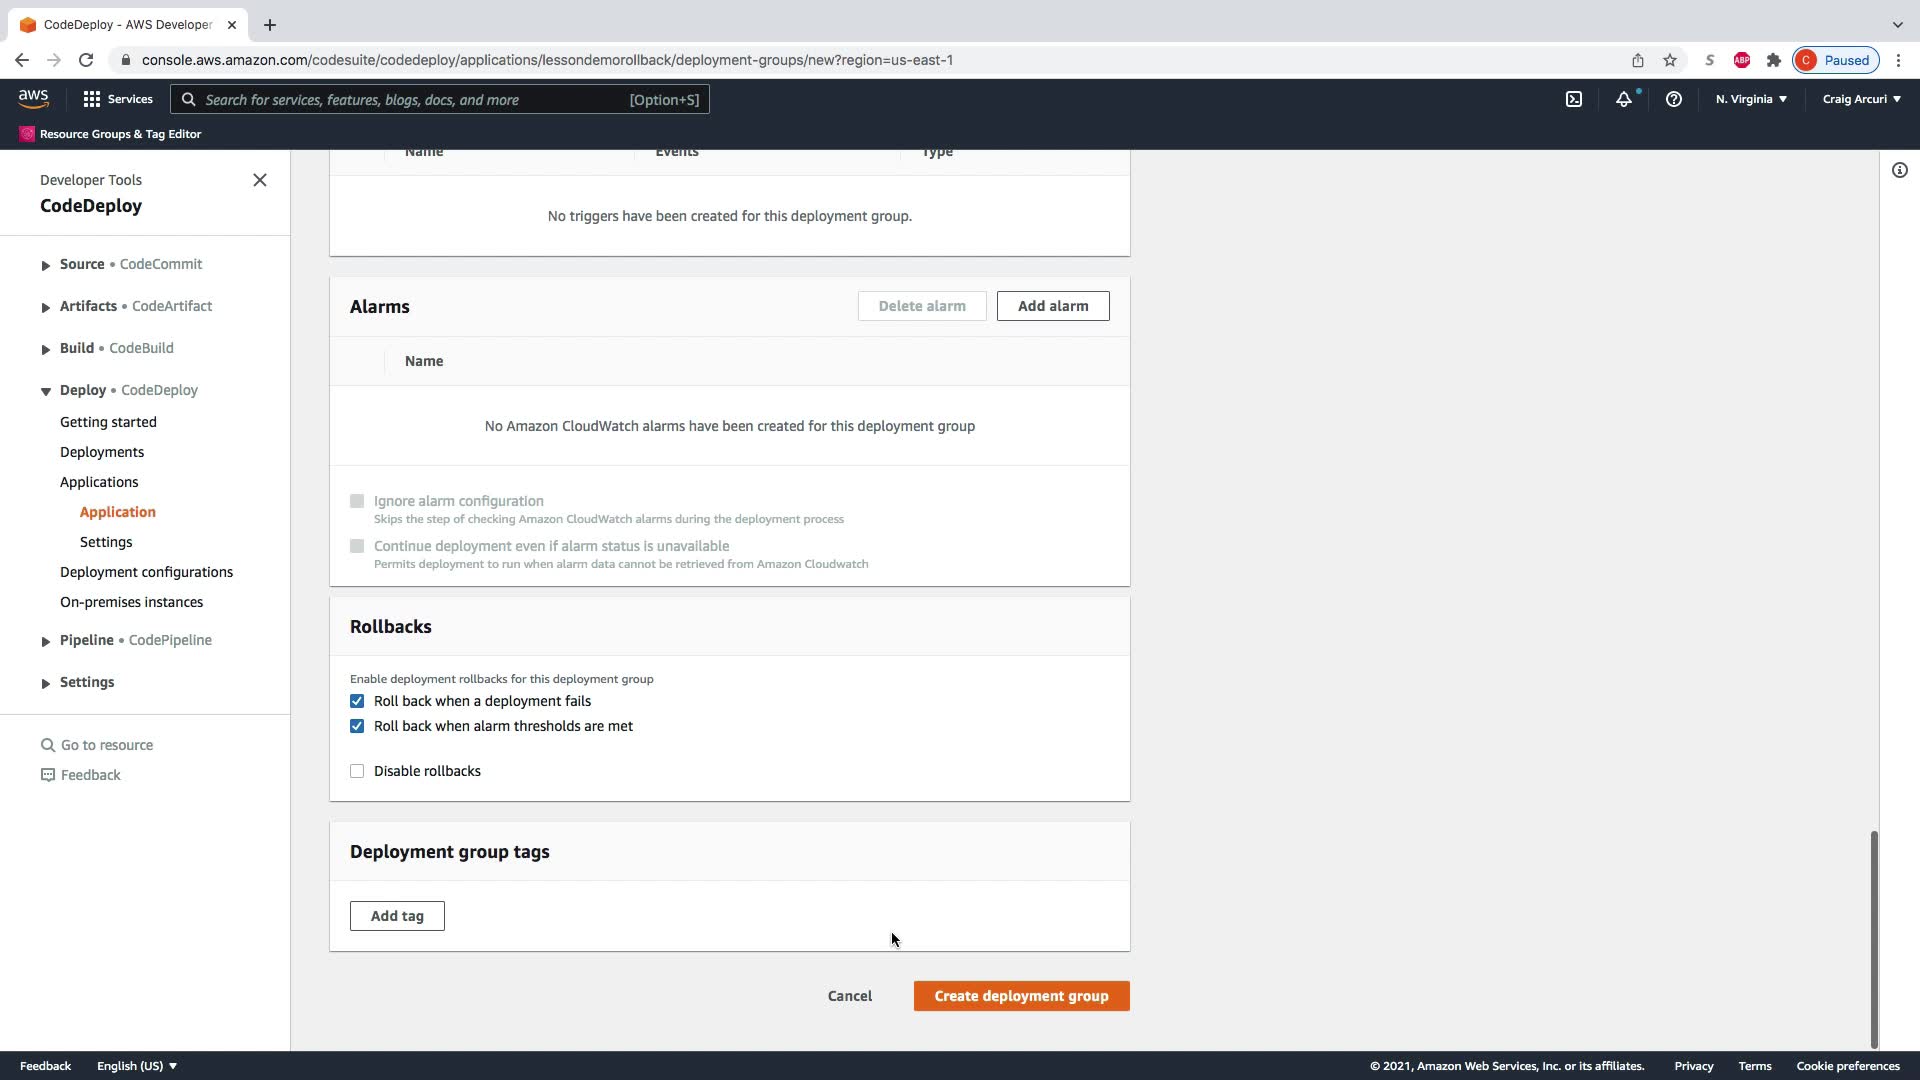 CodeDeploy - AWS Developer
console.aws.amazon.com/codesuite/codedeploy/applications/lessondemorollback/deployment-groups/new?region=us-east-1
S
ABP
C Paused
aws
Services
Search for services, features, blogs, docs, and more [Option+S]
N. Virginia
Craig Arcuri
Resource Groups & Tag Editor
Developer Tools
CodeDeploy
Source • CodeCommit
Artifacts • CodeArtifact
Build • CodeBuild
Deploy • CodeDeploy
Getting started
Deployments
Applications
Application
Settings
Deployment configurations
On-premises instances
Pipeline • CodePipeline
Settings
Go to resource
Feedback
Name Events Type
No triggers have been created for this deployment group.
Alarms
Delete alarm
Add alarm
Name
No Amazon CloudWatch alarms have been created for this deployment group
Ignore alarm configuration
Skips the step of checking Amazon CloudWatch alarms during the deployment process
Continue deployment even if alarm status is unavailable
Permits deployment to run when alarm data cannot be retrieved from Amazon Cloudwatch
Rollbacks
Enable deployment rollbacks for this deployment group
Roll back when a deployment fails
Roll back when alarm thresholds are met
Disable rollbacks
Deployment group tags
Add tag
Cancel
Create deployment group
Feedback
English (US)
© 2021, Amazon Web Services, Inc. or its affiliates.
Privacy
Terms
Cookie preferences